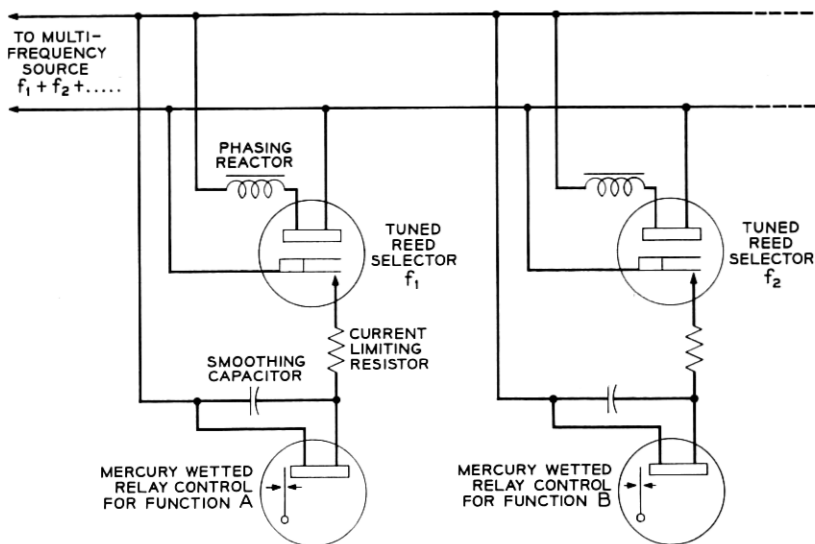 TO MULTI-
FREQUENCY
SOURCE
f₁ + f₂ + .....
PHASING
REACTOR
TUNED
REED
SELECTOR
f₁
CURRENT
LIMITING
RESISTOR
SMOOTHING
CAPACITOR
MERCURY WETTED
RELAY CONTROL
FOR FUNCTION A
TUNED
REED
SELECTOR
f₂
MERCURY WETTED
RELAY CONTROL
FOR FUNCTION B